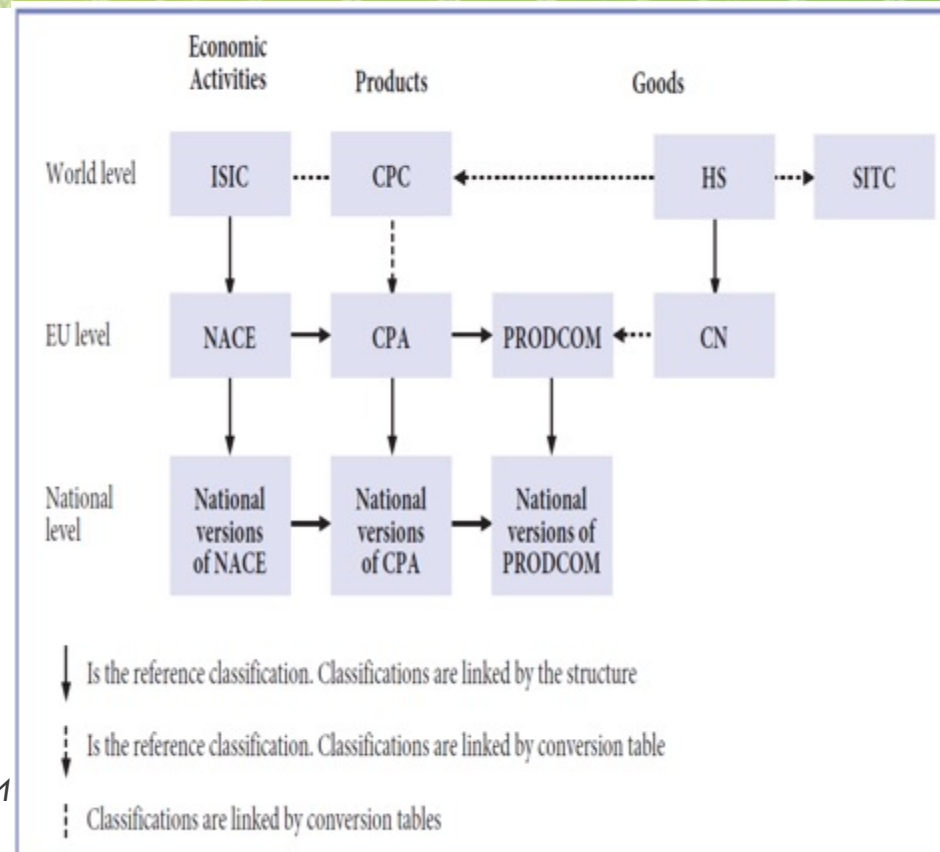 Economic
Activities
Products
Goods
World level
ISIC
CPC
HS
SITC
EU level
NACE
CPA
PRODCOM
CN
National
level
National
versions
of NACE
National
versions
of CPA
National
versions of
PRODCOM
Is the reference classification. Classifications are linked by the structure
Is the reference classification. Classifications are linked by conversion table
Classifications are linked by conversion tables